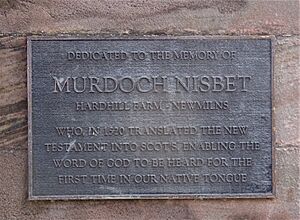 DEDICATED TO THE MEMORY OF
MURDOCH NISBET
HARDHILL FARM - NEWMILNS
WHO, IN 1520 TRANSLATED THE NEW
TESTAMENT INTO SCOTS, ENABLING THE
WORD OF GOD TO BE HEARD FOR THE
FIRST TIME IN OUR NATIVE TONGUE